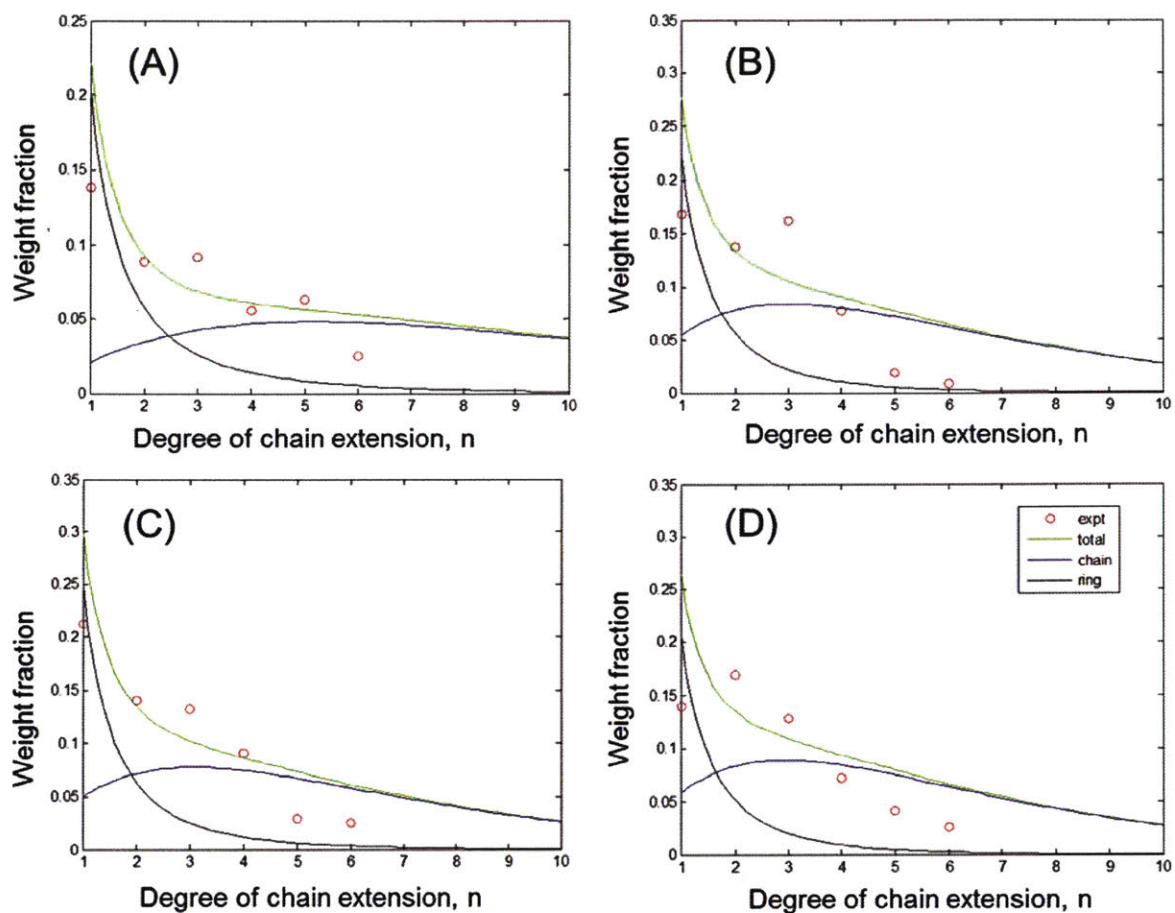 (A)
Weight fraction
0.25
0.2
0.15
0.1
0.05
0
1 2 3 4 5 6 7 8 9 10
Degree of chain extension, n
(B)
Weight fraction
0.35
0.3
0.25
0.2
0.15
0.1
0.05
0
1 2 3 4 5 6 7 8 9 10
Degree of chain extension, n
(C)
Weight fraction
0.35
0.3
0.25
0.2
0.15
0.1
0.05
0
1 2 3 4 5 6 7 8 9 10
Degree of chain extension, n
(D)
expt
total
chain
ring
Weight fraction
0.35
0.3
0.25
0.2
0.15
0.1
0.05
0
1 2 3 4 5 6 7 8 9 10
Degree of chain extension, n